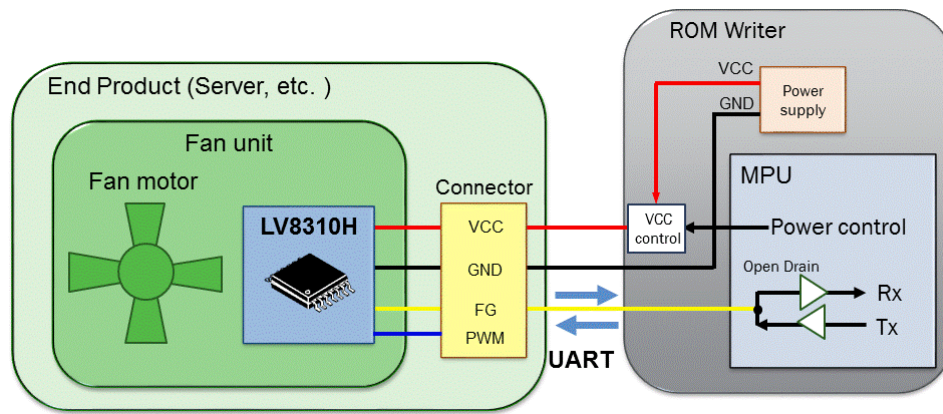 End Product (Server, etc. )
Fan unit
Fan motor
LV8310H
Connector
VCC
GND
FG
PWM
UART
ROM Writer
VCC
GND
Power
supply
VCC
control
MPU
Power control
Open Drain
Rx
Tx